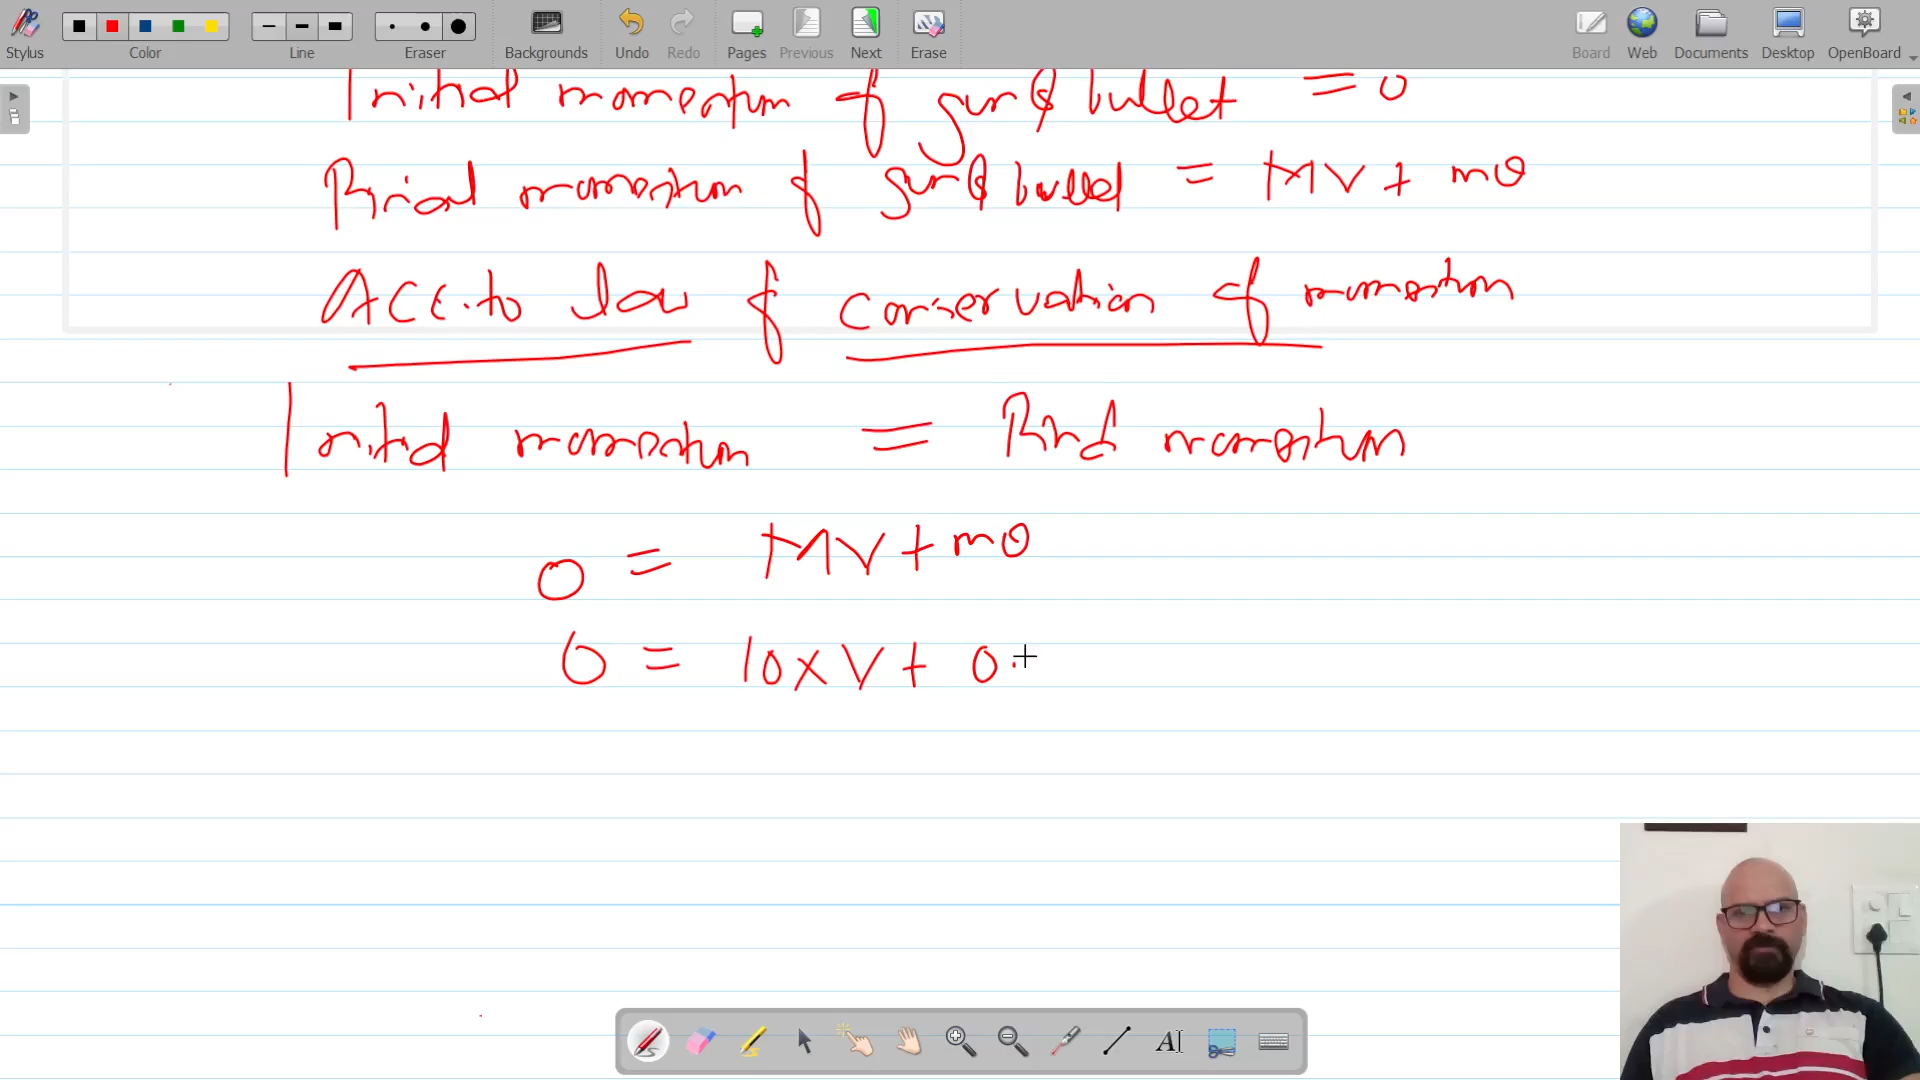 Stylus Color Line Eraser Backgrounds Undo Redo Pages Previous Next Erase Board Web Documents Desktop OpenBoard
Initial momentum of gun & bullet = 0
Final momentum of gun & bullet = MV + mv
Acc. to law of conservation of momentum
Initial momentum = Final momentum
0 = MV + mv
0 = 10 x V + 0.